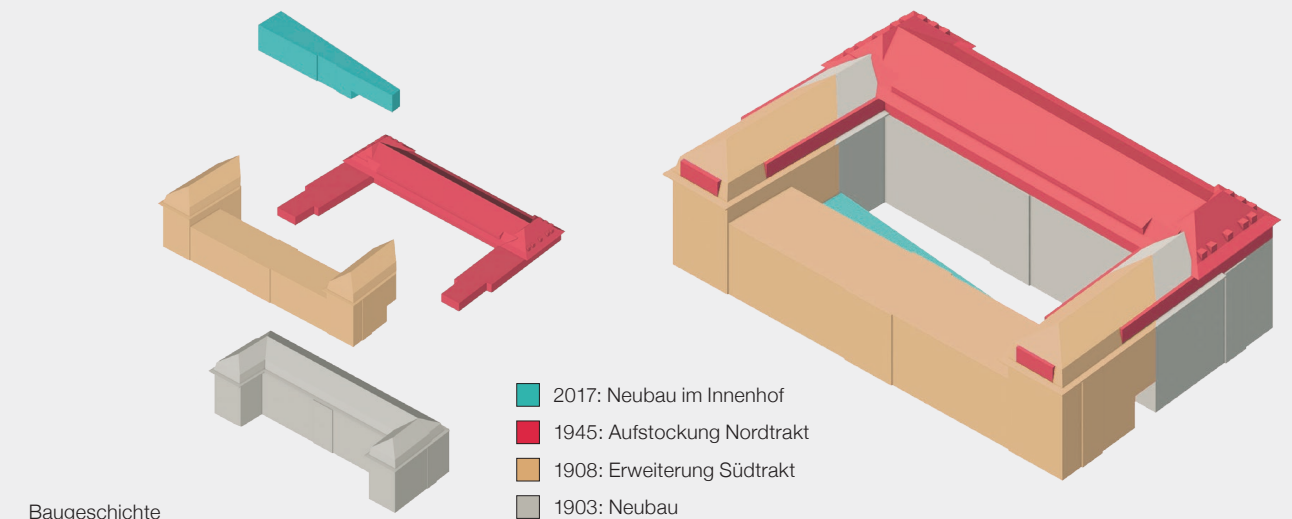 2017: Neubau im Innenhof
1945: Aufstockung Nordtrakt
1908: Erweiterung Südtrakt
1903: Neubau
Baugeschichte